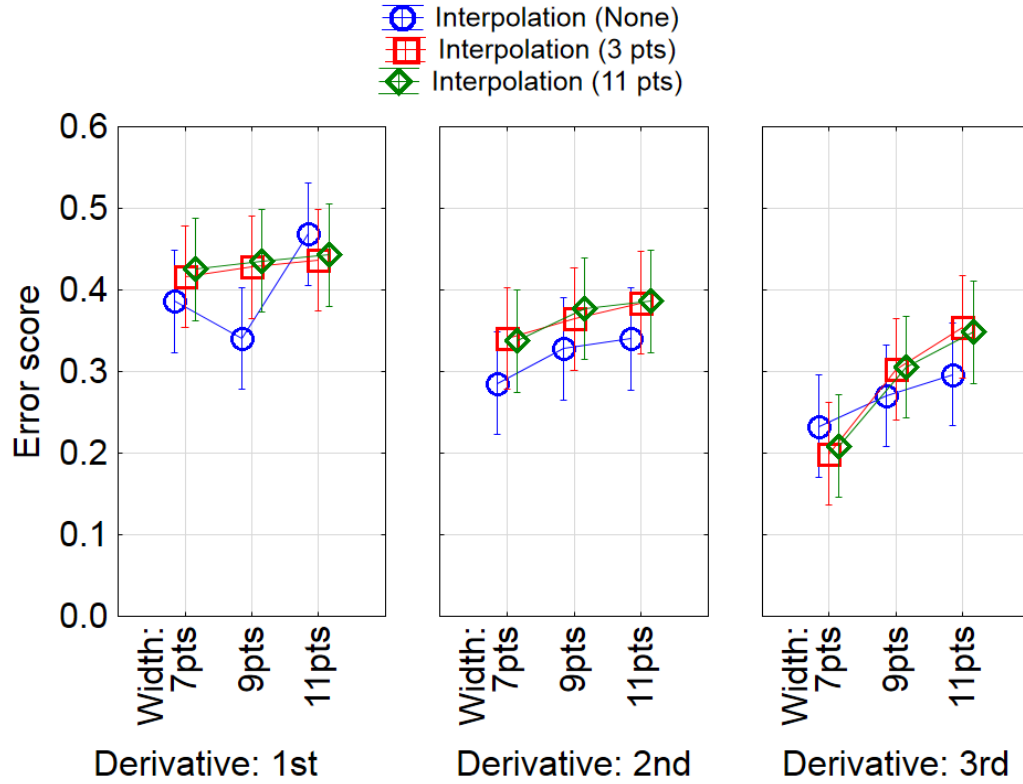 Interpolation (None)
Interpolation (3 pts)
Interpolation (11 pts)
Error score
0.6
0.5
0.4
0.3
0.2
0.1
0.0
Width: 7pts 9pts 11pts
Width: 7pts 9pts 11pts
Width: 7pts 9pts 11pts
Derivative: 1st
Derivative: 2nd
Derivative: 3rd